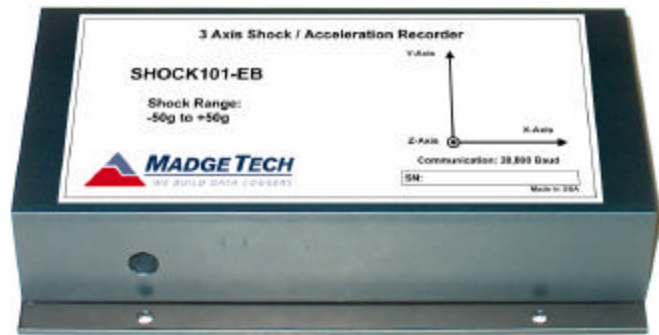 3 Axis Shock / Acceleration Recorder
SHOCK101-EB
Shock Range:
-50g to +50g
MADGETECH
WE BUILD DATA LOGGERS
Y-Axis
X-Axis
Z-Axis
Communication: 38,800 Baud
SN:
Made in USA